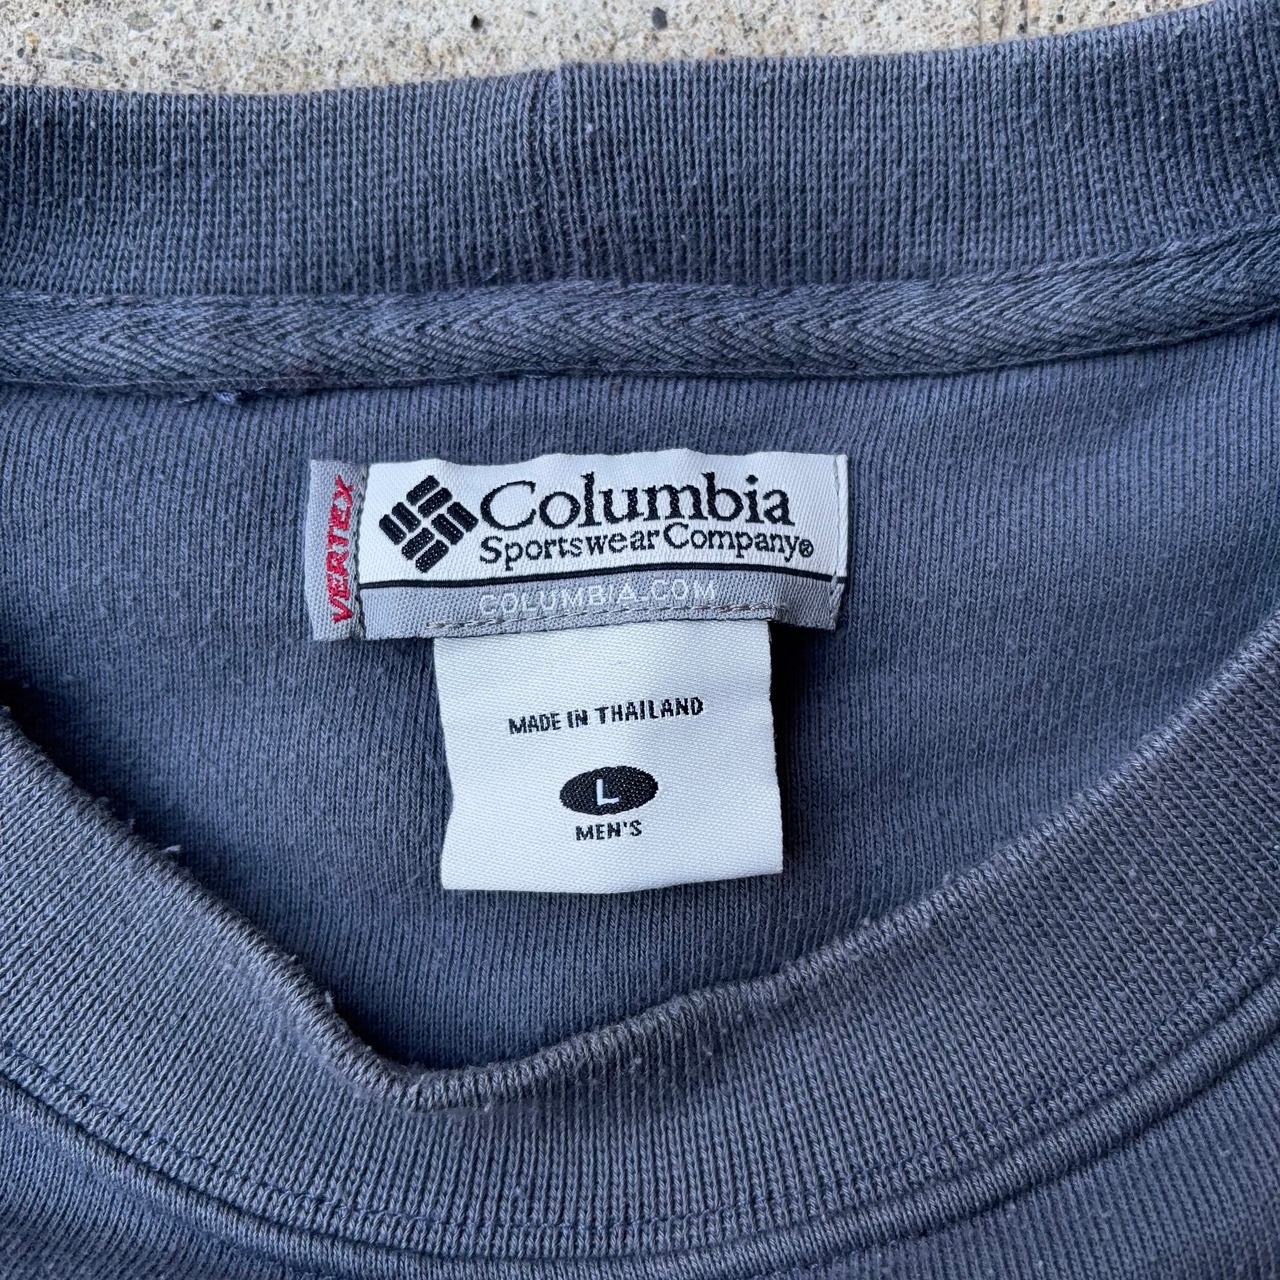 VERTEX
Columbia
Sportswear Company®
COLUMBIA.COM
MADE IN THAILAND
L
MEN'S